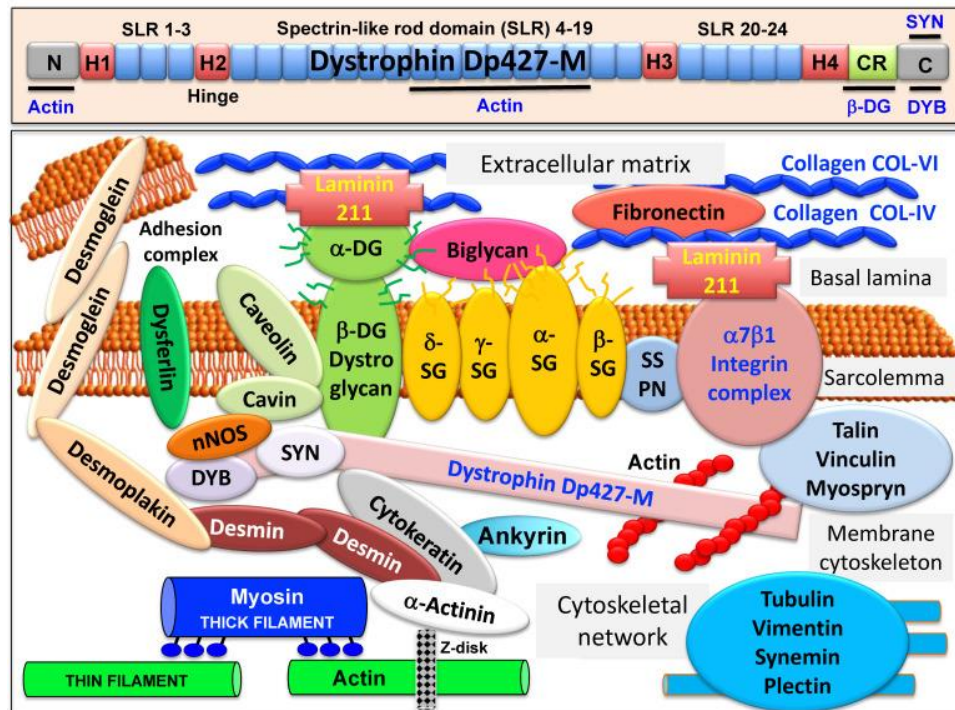 SYN
SLR 1-3
Spectrin-like rod domain (SLR) 4-19
SLR 20-24
N
H1
H2
Dystrophin Dp427-M
H3
H4
CR
C
Hinge
Actin
Actin
β-DG
DYB
Extracellular matrix
Collagen COL-VI
Laminin
211
Fibronectin
Collagen COL-IV
Desmoglein
Adhesion
complex
α-DG
Biglycan
Laminin
211
Basal lamina
Desmoglein
Dysferlin
Caveolin
β-DG
Dystro
glycan
δ-
SG
γ-
SG
α-
SG
β-
SG
SS
PN
α7β1
Integrin
complex
Sarcolemma
Cavin
nNOS
SYN
DYB
Talin
Vinculin
Myospryn
Actin
Dystrophin Dp427-M
Desmoplakin
Desmin
Desmin
Cytokeratin
Ankyrin
Membrane
cytoskeleton
Myosin
THICK FILAMENT
α-Actinin
Cytoskeletal
network
Tubulin
Vimentin
Synemin
Plectin
Z-disk
THIN FILAMENT
Actin